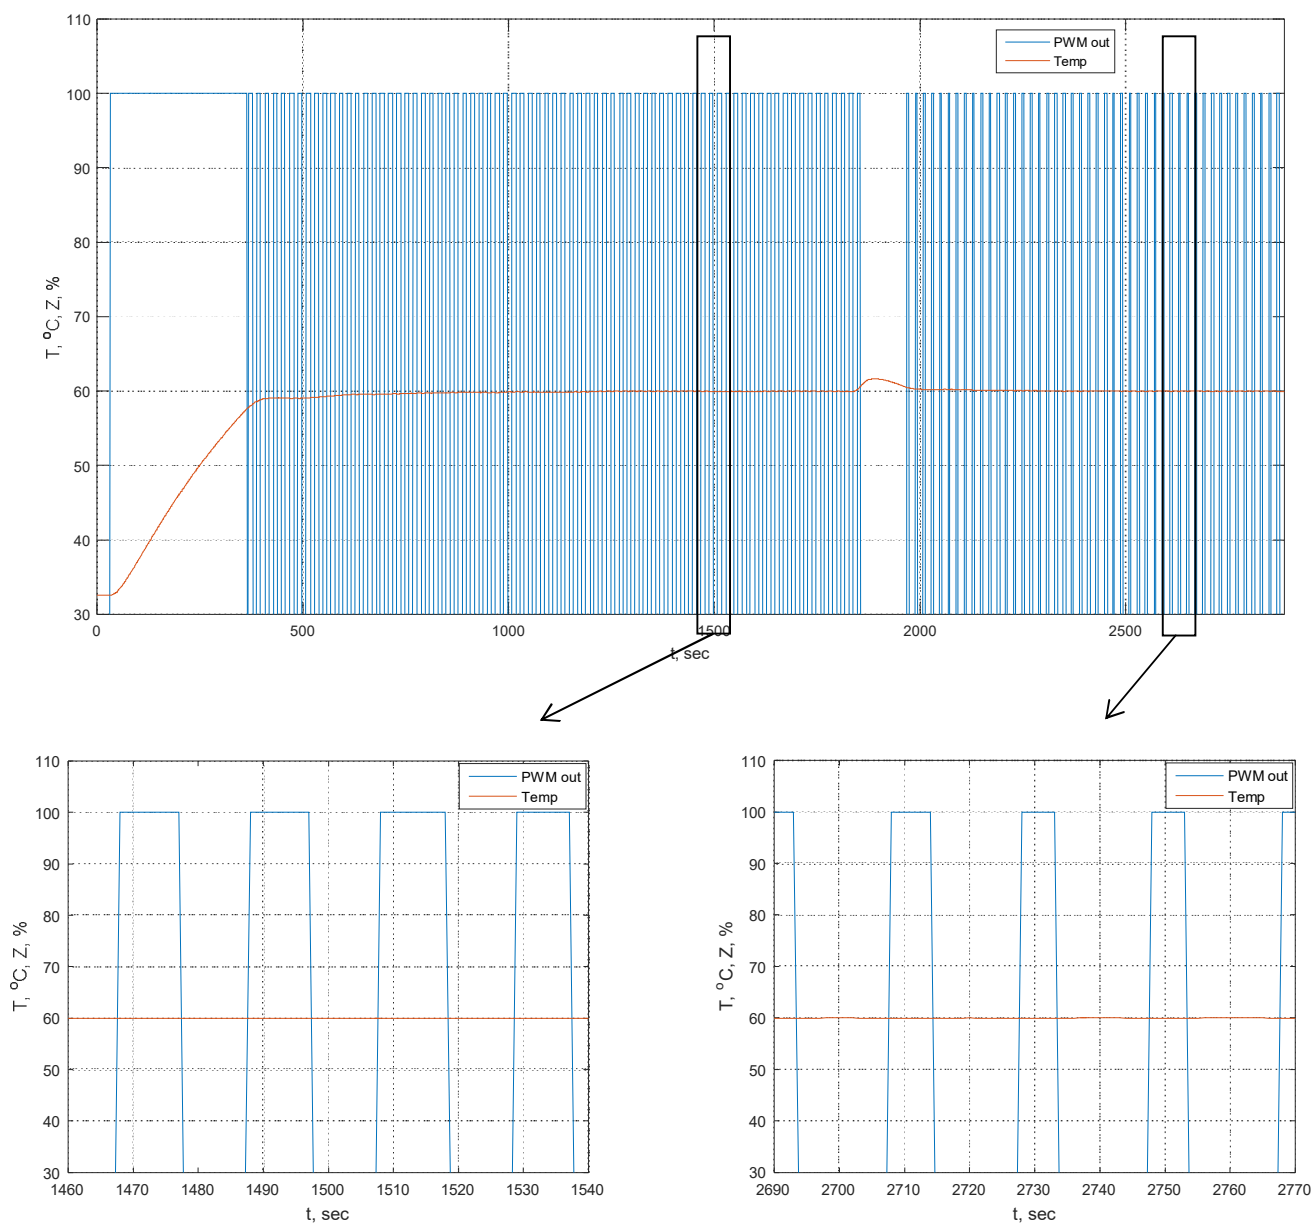 110
100
90
80
70
60
50
40
30
T, °C, Z, %
PWM out
Temp
0 500 1000 1500 2000 2500
t, sec
110
100
90
80
70
60
50
40
30
T, °C, Z, %
PWM out
Temp
1460 1470 1480 1490 1500 1510 1520 1530 1540
t, sec
110
100
90
80
70
60
50
40
30
T, °C, Z, %
PWM out
Temp
2690 2700 2710 2720 2730 2740 2750 2760 2770
t, sec